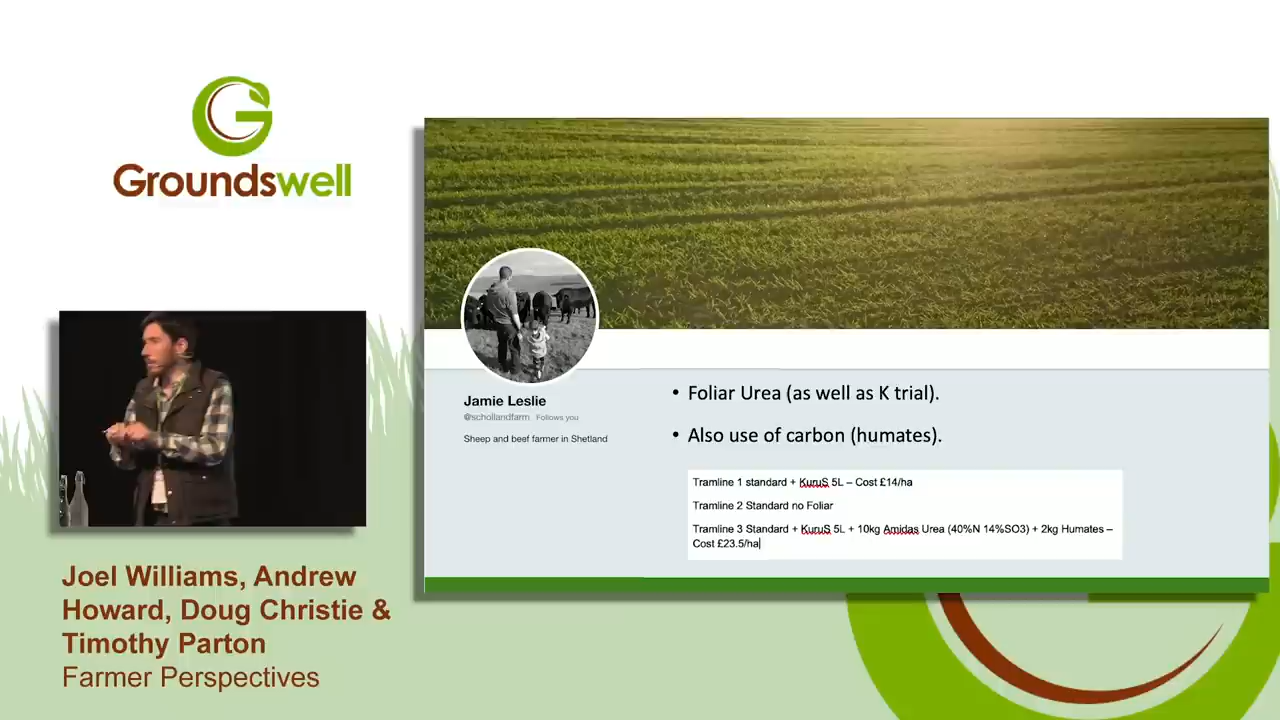 Groundswell
Joel Williams, Andrew
Howard, Doug Christie &
Timothy Parton
Farmer Perspectives
Jamie Leslie
@schollandfarm Follows you
Sheep and beef farmer in Shetland
• Foliar Urea (as well as K trial).
• Also use of carbon (humates).
Tramline 1 standard + KuruS 5L – Cost £14/ha
Tramline 2 Standard no Foliar
Tramline 3 Standard + KuruS 5L + 10kg Amidas Urea (40%N 14%SO3) + 2kg Humates –
Cost £23.5/ha